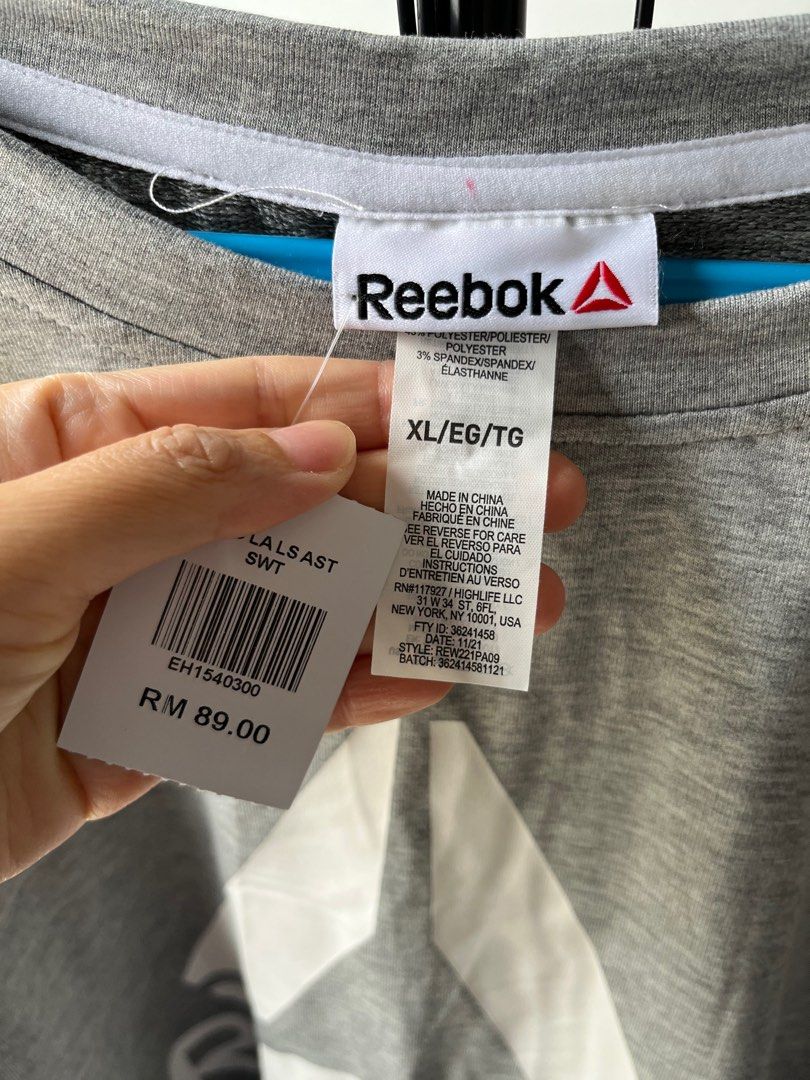 Reebok
POLYESTER/POLIESTER/
POLYESTER
3% SPANDEX/SPANDEX/
ÉLASTHANNE
XL/EG/TG
MADE IN CHINA
HECHO EN CHINA
FABRIQUÉ EN CHINE
SEE REVERSE FOR CARE
VER EL REVERSO PARA
EL CUIDADO
INSTRUCTIONS
D'ENTRETIEN AU VERSO
RN#117927 / HIGHLIFE LLC
31 W 34 ST, 6FL,
NEW YORK, NY 10001, USA
FTY ID: 36241458
DATE: 11/21
STYLE: REW221PA09
BATCH: 362414581121
LA LS AST
SWT
EH1540300
RM 89.00